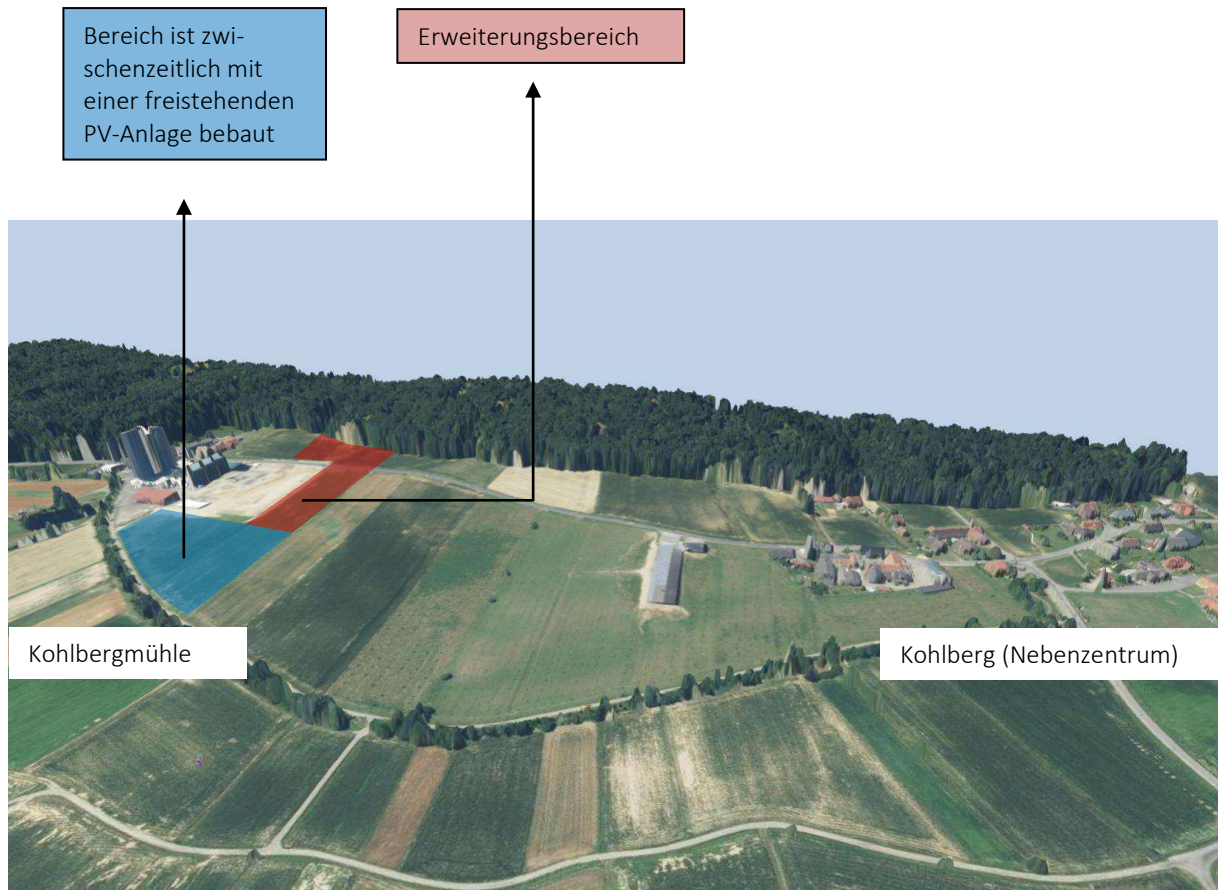 Bereich ist zwi-
schenzeitlich mit
einer freistehenden
PV-Anlage bebaut
Erweiterungsbereich
Kohlbergmühle
Kohlberg (Nebenzentrum)